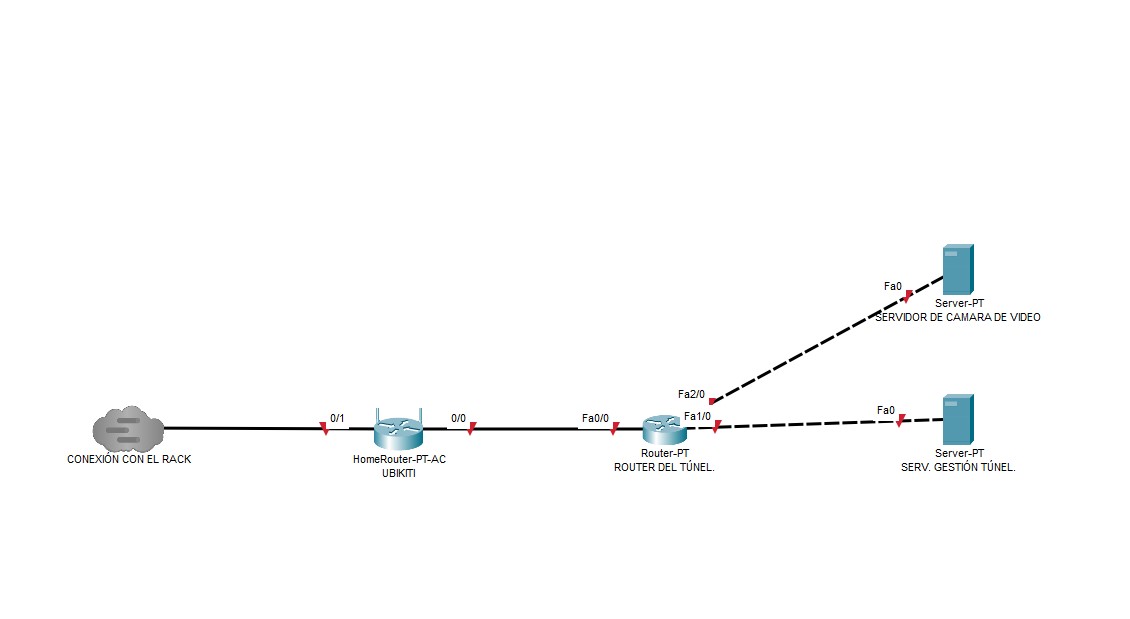 Fa0
Server-PT
SERVIDOR DE CAMARA DE VIDEO
Fa2/0
Fa1/0
Fa0
0/1
0/0
Fa0/0
CONEXIÓN CON EL RACK
HomeRouter-PT-AC
UBIKITI
Router-PT
ROUTER DEL TÚNEL.
Server-PT
SERV. GESTIÓN TÚNEL.